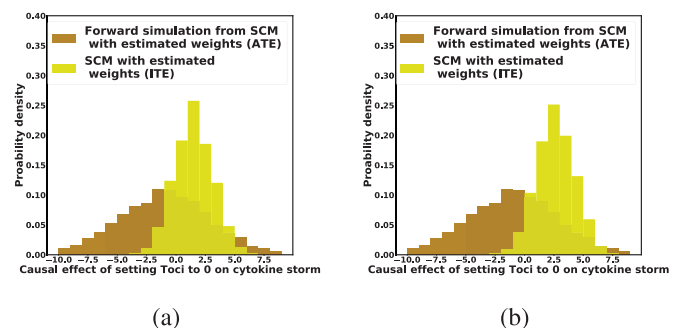 0.40
0.35
0.30
0.25
0.20
0.15
0.10
0.05
0.00
Proability density
Forward simulation from SCM
with estimated weights (ATE)
SCM with estimated
weights (ITE)
−10.0 −7.5 −5.0 −2.5 0.0 2.5 5.0 7.5
Causal effect of setting Toci to 0 on cytokine storm
(a)
0.40
0.35
0.30
0.25
0.20
0.15
0.10
0.05
0.00
Proability density
Forward simulation from SCM
with estimated weights (ATE)
SCM with estimated
weights (ITE)
−10.0 −7.5 −5.0 −2.5 0.0 2.5 5.0 7.5
Causal effect of setting Toci to 0 on cytokine storm
(b)